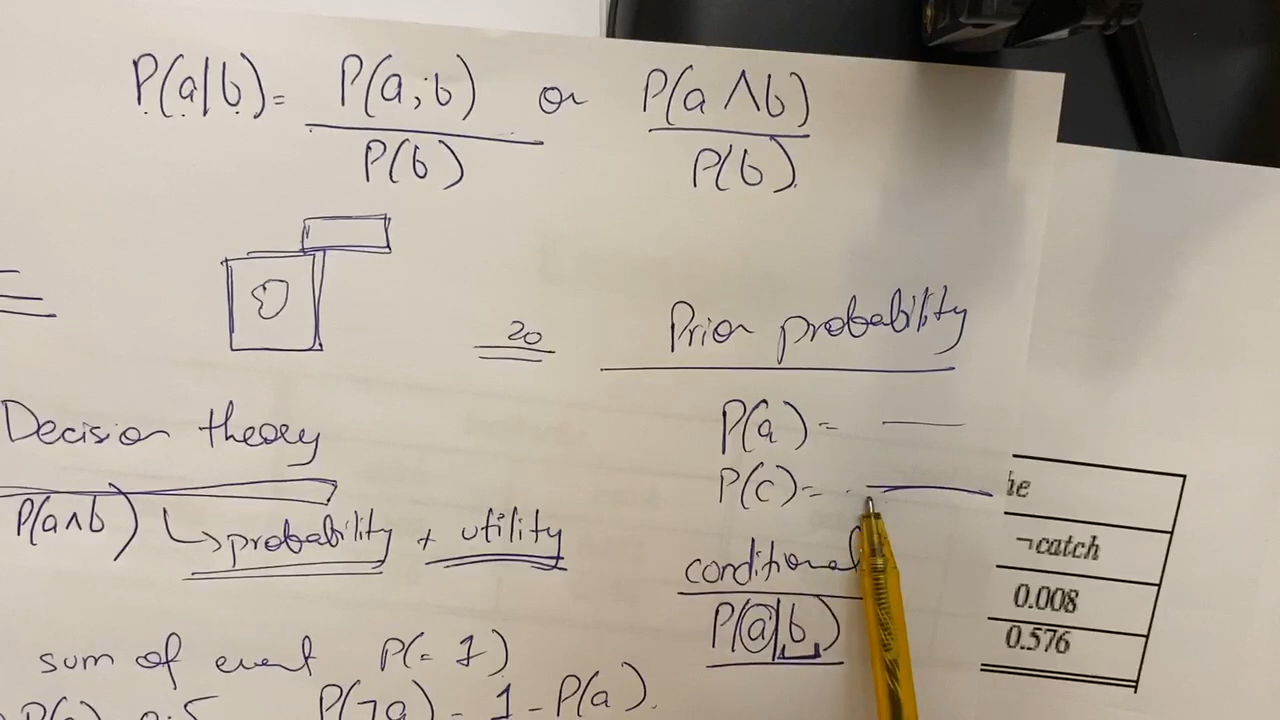 P(a|b) = P(a,b) / P(b) or P(a ∧ b) / P(b)
20
Prior probability
Decision theory
P(a) =
P(c) =
P(a∧b) ↳ probability + utility
conditional
P(a|b)
sum of event P(= 1)
P(¬a) = 1 - P(a).
¬catch
0.008
0.576